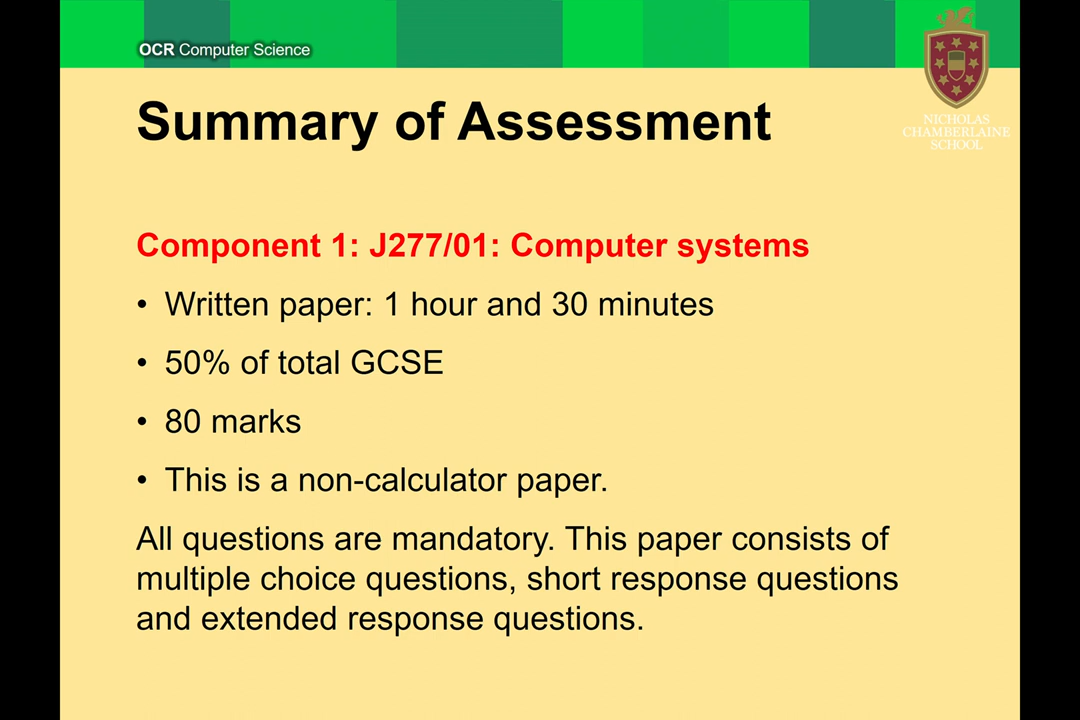 OCR Computer Science
NICHOLAS
CHAMBERLAINE
SCHOOL
Summary of Assessment
Component 1: J277/01: Computer systems
• Written paper: 1 hour and 30 minutes
• 50% of total GCSE
• 80 marks
• This is a non-calculator paper.
All questions are mandatory. This paper consists of
multiple choice questions, short response questions
and extended response questions.